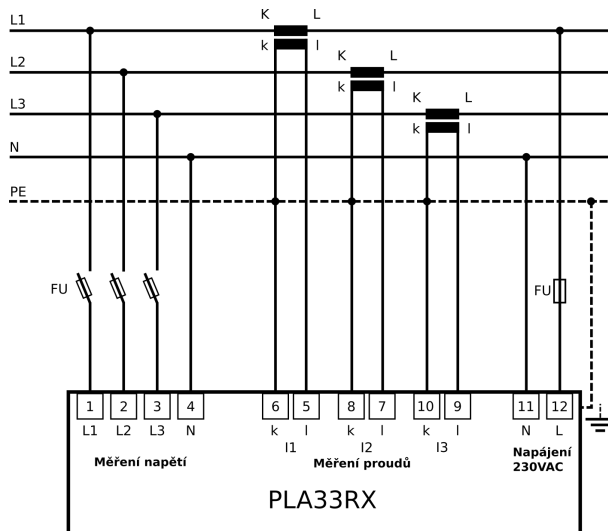 L1
K L
k l
L2
K L
k l
L3
K L
k l
N
PE
FU
FU
1 2 3 4 6 5 8 7 10 9 11 12
L1 L2 L3 N k l k l k l N L
I1 I2 I3
Měření napětí
Měření proudů
Napájení
230VAC
i
PLA33RX